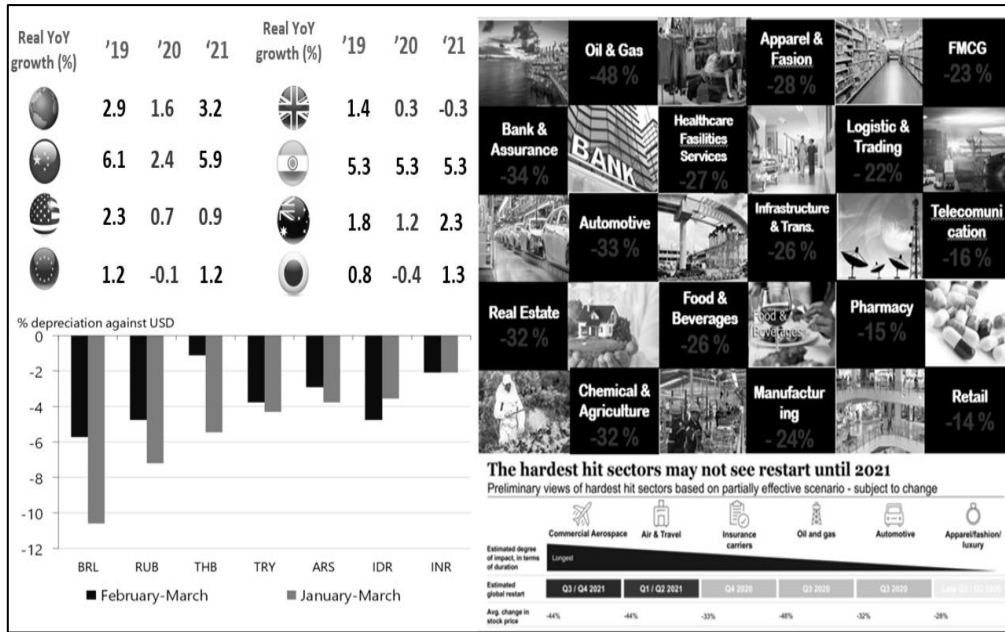 Real YoY growth (%) '19 '20 '21
2.9 1.6 3.2
6.1 2.4 5.9
2.3 0.7 0.9
1.2 -0.1 1.2
Real YoY growth (%) '19 '20 '21
1.4 0.3 -0.3
5.3 5.3 5.3
1.8 1.2 2.3
0.8 -0.4 1.3
% depreciation against USD
0
-2
-4
-6
-8
-10
-12
BRL RUB THB TRY ARS IDR INR
February-March January-March
Oil & Gas
-48 %
Apparel &
Fasion
-28 %
FMCG
-23 %
Bank &
Assurance
-34 %
BANK
Healthcare
Fasilities
Services
-27 %
Logistic &
Trading
- 22%
Automotive
-33 %
Infrastructure
& Trans.
-26 %
Telecomuni
cation
-16 %
Real Estate
-32 %
Food &
Beverages
-26 %
Food &
Beverages
Pharmacy
-15 %
Chemical &
Agriculture
-32 %
Manufactur
ing
- 24%
Retail
-14 %
The hardest hit sectors may not see restart until 2021
Preliminary views of hardest hit sectors based on partially effective scenario - subject to change
Commercial Aerospace Air & Travel Insurance carriers Oil and gas Automotive Apparel/fashion/ luxury
Estimated degree
of impact, in terms
of duration
Longest
Estimated
global restart
Q3 / Q4 2021 Q1 / Q2 2021 Q4 2020 Q3 2020 Q3 2020
Avg. change in
stock price
-44% -44% -33% -48% -32% -28%